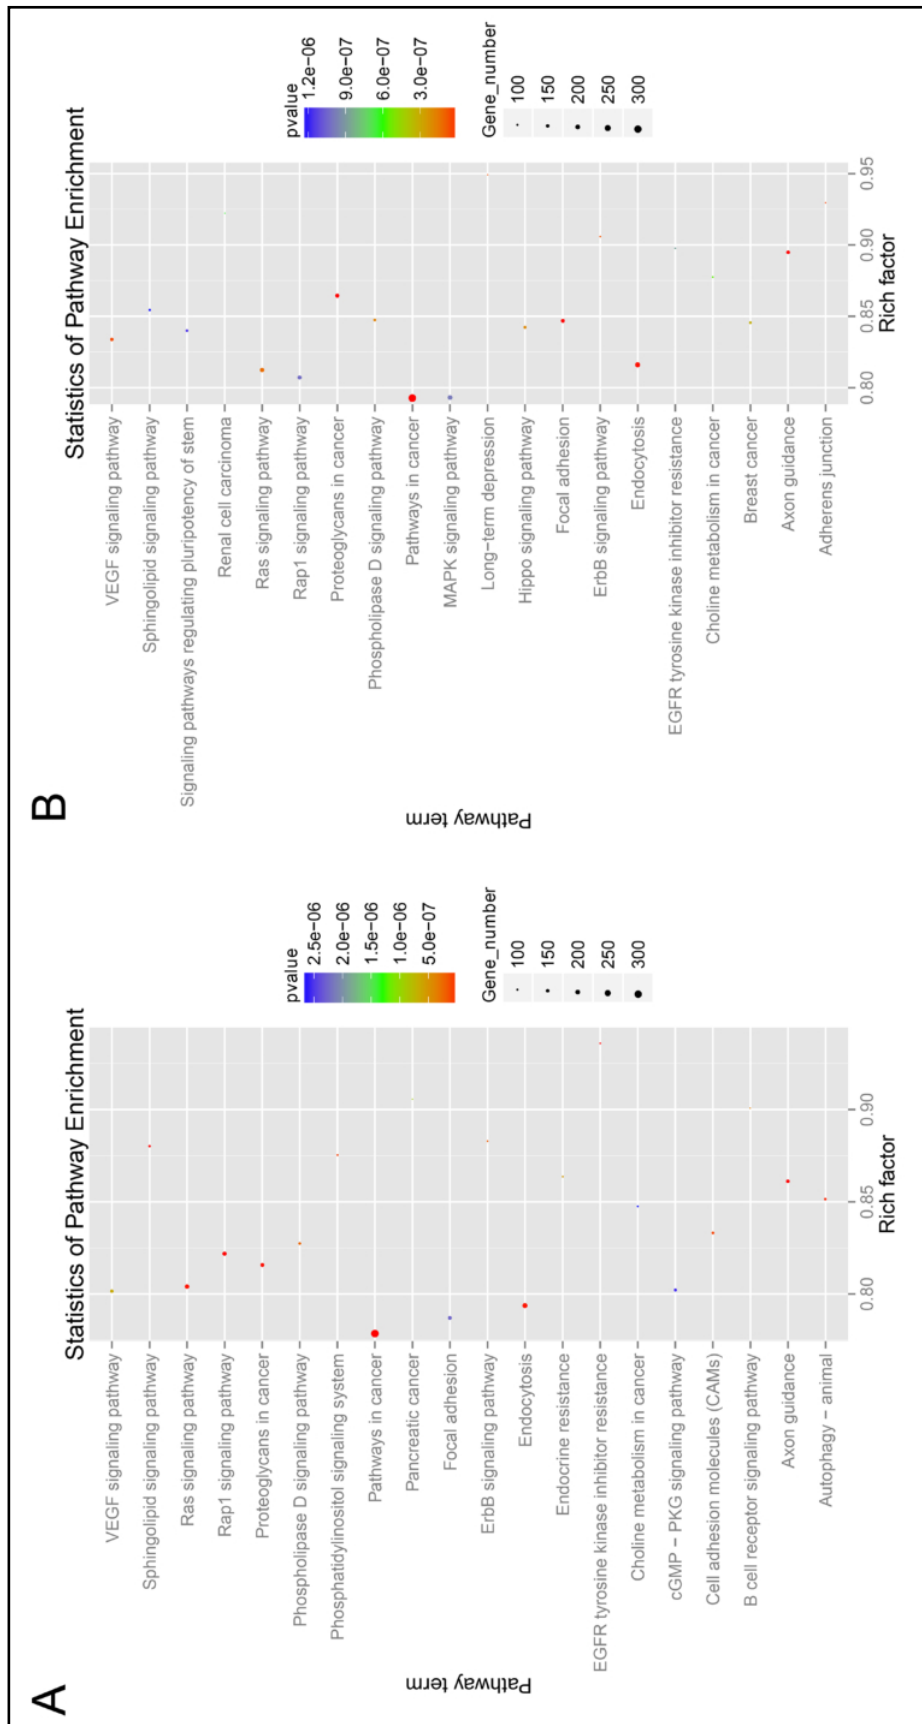 A
Statistics of Pathway Enrichment
Pathway term
VEGF signaling pathway
Sphingolipid signaling pathway
Ras signaling pathway
Rap1 signaling pathway
Proteoglycans in cancer
Phospholipase D signaling pathway
Phosphatidylinositol signaling system
Pathways in cancer
Pancreatic cancer
Focal adhesion
ErbB signaling pathway
Endocytosis
Endocrine resistance
EGFR tyrosine kinase inhibitor resistance
Choline metabolism in cancer
cGMP − PKG signaling pathway
Cell adhesion molecules (CAMs)
B cell receptor signaling pathway
Axon guidance
Autophagy − animal
0.80 0.85 0.90
Rich factor
pvalue
2.5e−06
2.0e−06
1.5e−06
1.0e−06
5.0e−07
Gene_number
100
150
200
250
300
B
Statistics of Pathway Enrichment
Pathway term
VEGF signaling pathway
Sphingolipid signaling pathway
Signaling pathways regulating pluripotency of stem
Renal cell carcinoma
Ras signaling pathway
Rap1 signaling pathway
Proteoglycans in cancer
Phospholipase D signaling pathway
Pathways in cancer
MAPK signaling pathway
Long−term depression
Hippo signaling pathway
Focal adhesion
ErbB signaling pathway
Endocytosis
EGFR tyrosine kinase inhibitor resistance
Choline metabolism in cancer
Breast cancer
Axon guidance
Adherens junction
0.80 0.85 0.90 0.95
Rich factor
pvalue
1.2e−06
9.0e−07
6.0e−07
3.0e−07
Gene_number
100
150
200
250
300